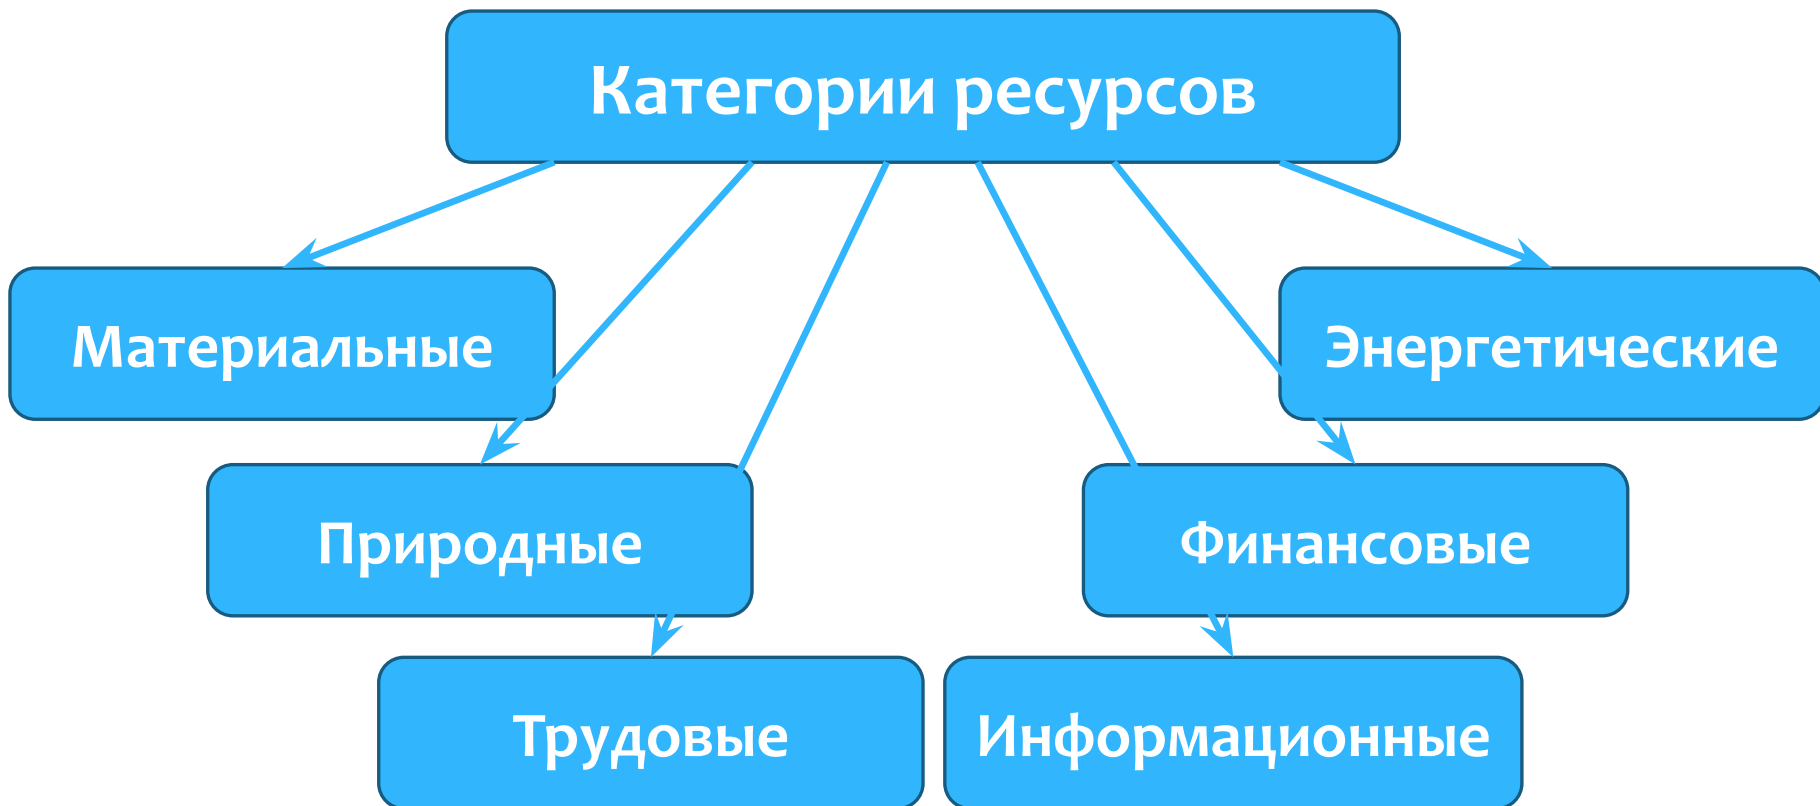 Категории ресурсов
Материальные
Энергетические
Природные
Финансовые
Трудовые
Информационные